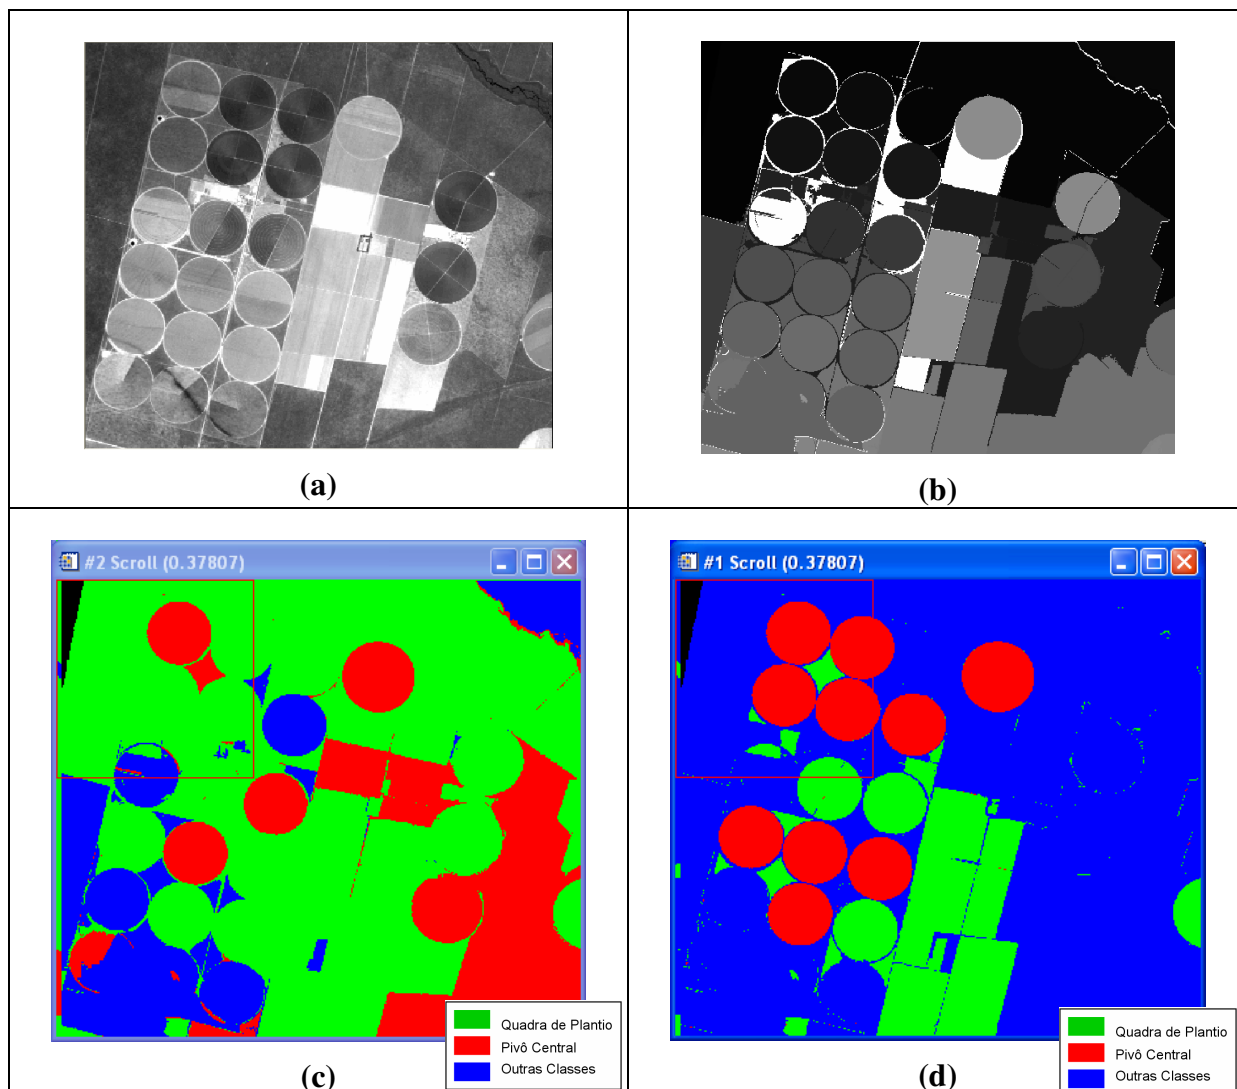 (a)
(b)
#2 Scroll (0.37807)
#1 Scroll (0.37807)
Quadra de Plantio
Pivô Central
Outras Classes
Quadra de Plantio
Pivô Central
Outras Classes
(c)
(d)